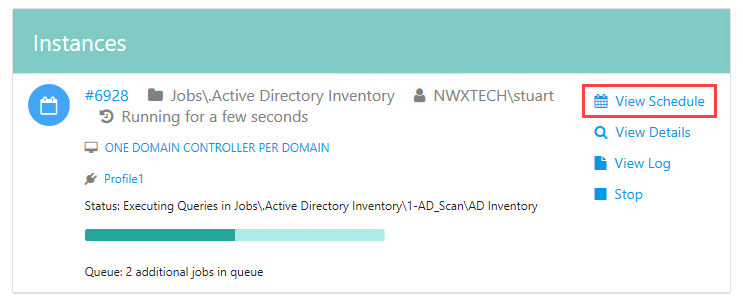 Instances
#6928 Jobs\.Active Directory Inventory NWXTECH\stuart View Schedule
Running for a few seconds
View Details
ONE DOMAIN CONTROLLER PER DOMAIN
View Log
Profile1
Stop
Status: Executing Queries in Jobs\.Active Directory Inventory\1-AD_Scan\AD Inventory
Queue: 2 additional jobs in queue